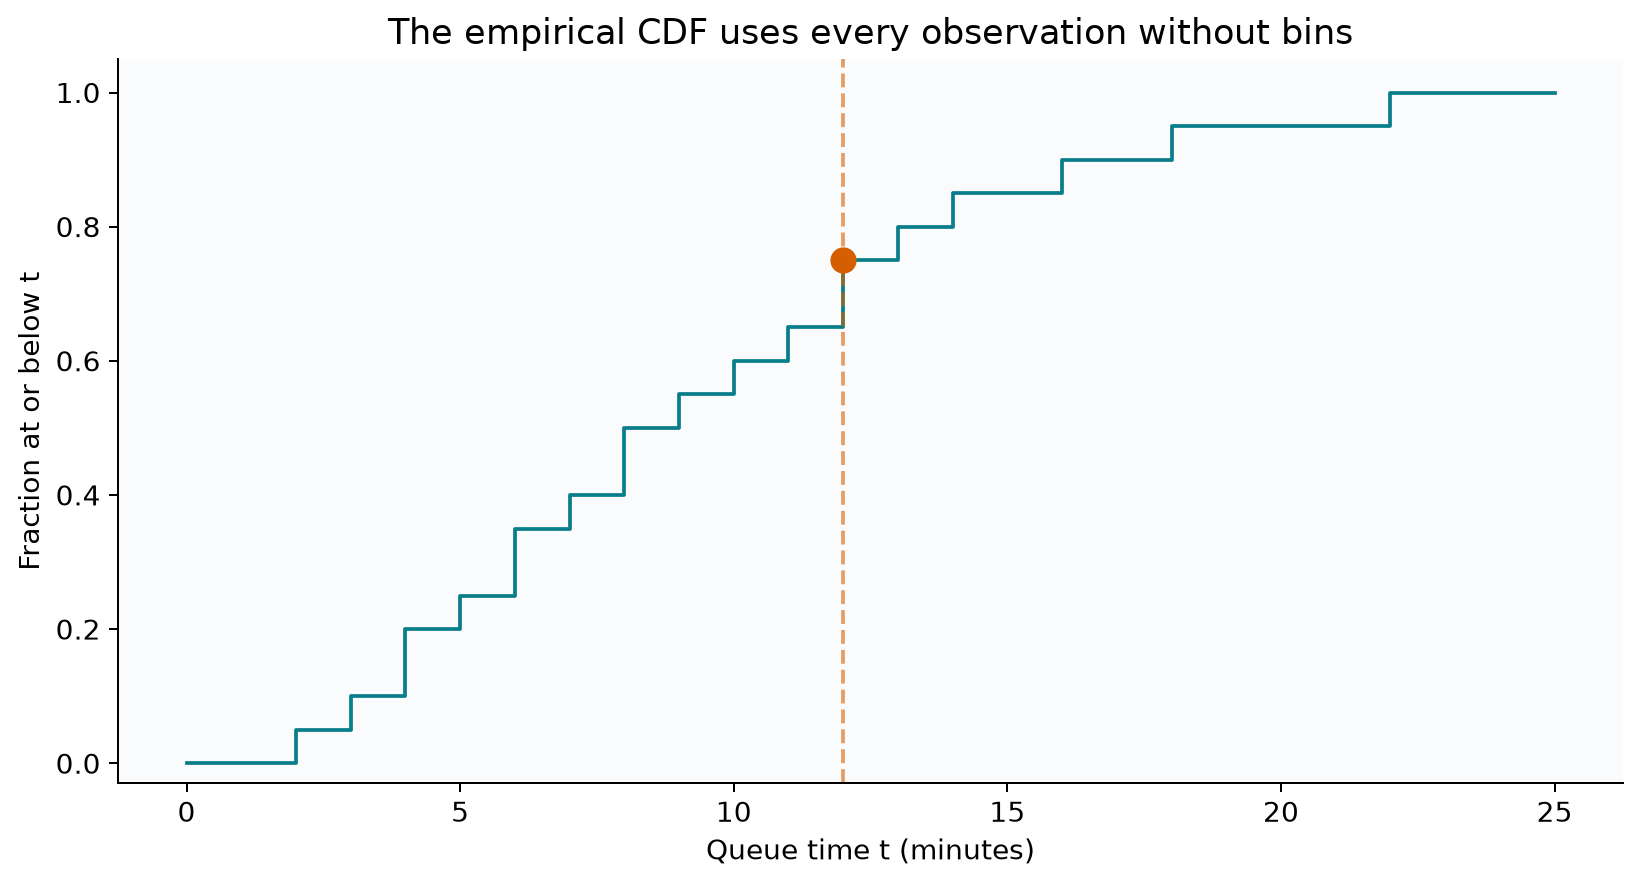 The empirical CDF uses every observation without bins
Fraction at or below t
1.0
0.8
0.6
0.4
0.2
0.0
0 5 10 15 20 25
Queue time t (minutes)